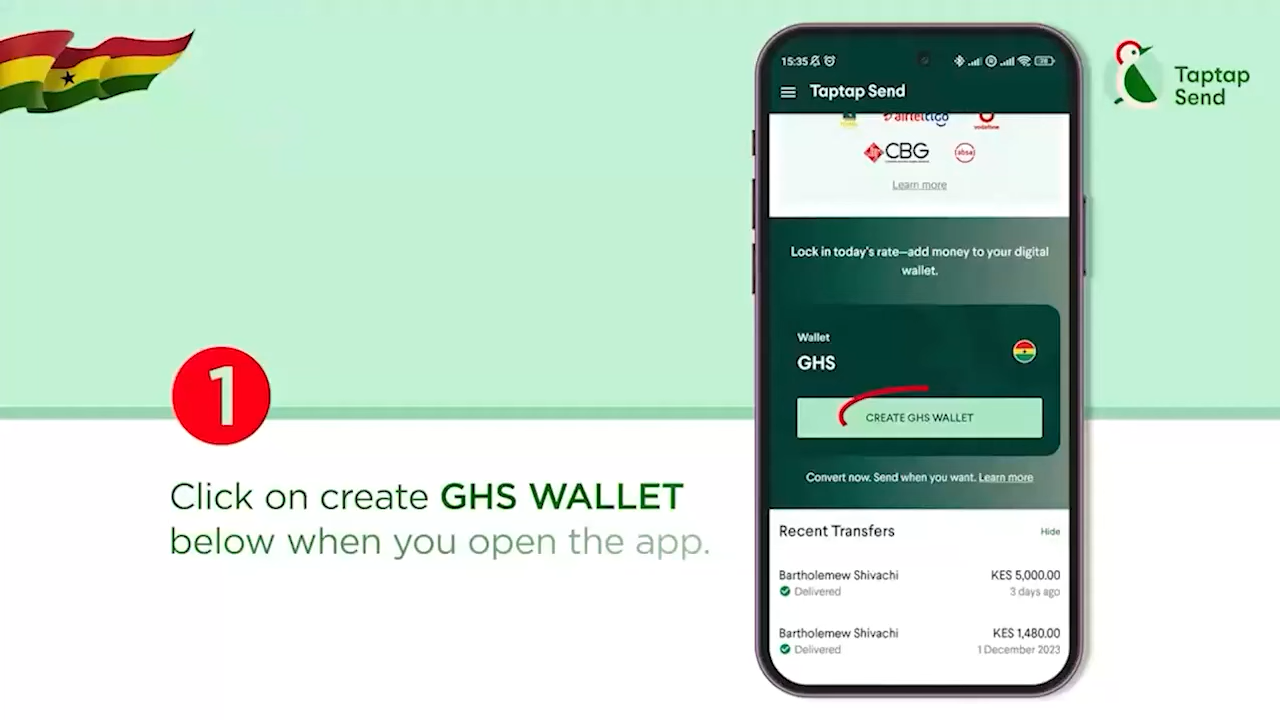 1
Click on create GHS WALLET
below when you open the app.
15:35
78
Taptap Send
airteltigo
vodafone
CBG
absa
Learn more
Lock in today's rate—add money to your digital
wallet.
Wallet
GHS
CREATE GHS WALLET
Convert now. Send when you want. Learn more
Recent Transfers
Hide
Bartholemew Shivachi
KES 5,000.00
Delivered
3 days ago
Bartholemew Shivachi
KES 1,480.00
Delivered
1 December 2023
Taptap
Send